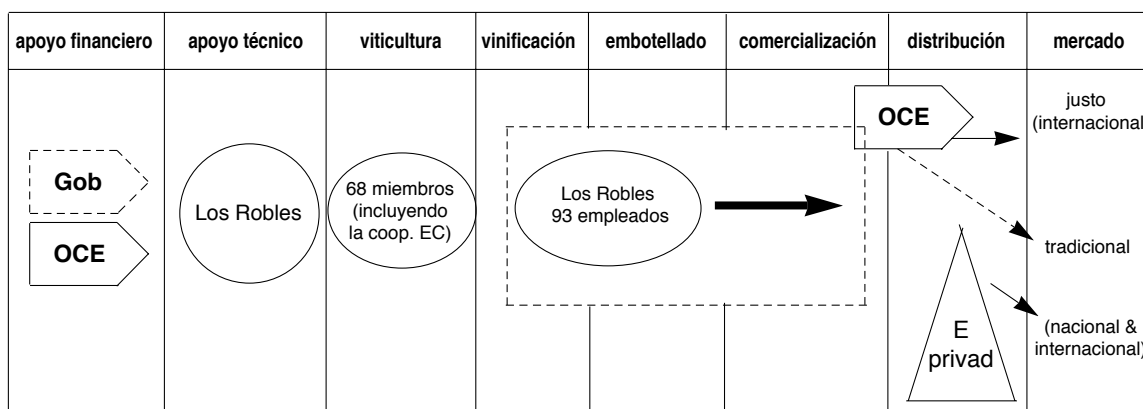 apoyo financiero
apoyo técnico
viticultura
vinificación
embotellado
comercialización
distribución
mercado
Gob
OCE
Los Robles
68 miembros
(incluyendo
la coop. EC)
Los Robles
93 empleados
OCE
E
privad
justo
(internacional
tradicional
(nacional &
internacional)